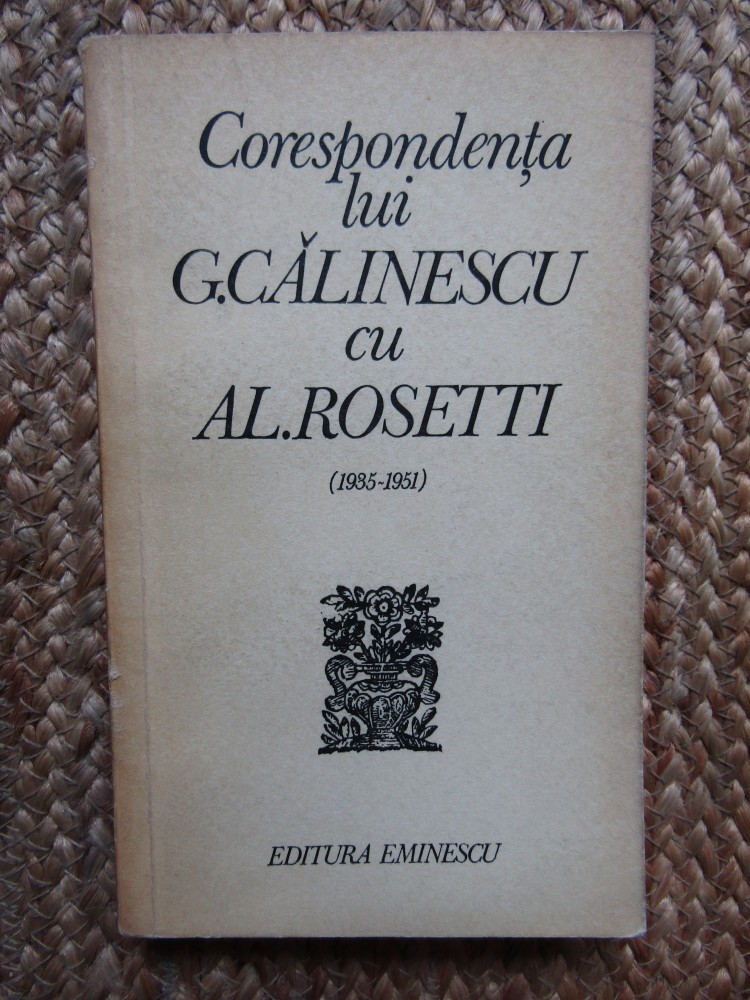 Corespondența
lui
G.CĂLINESCU
cu
AL.ROSETTI
(1935-1951)
EDITURA EMINESCU